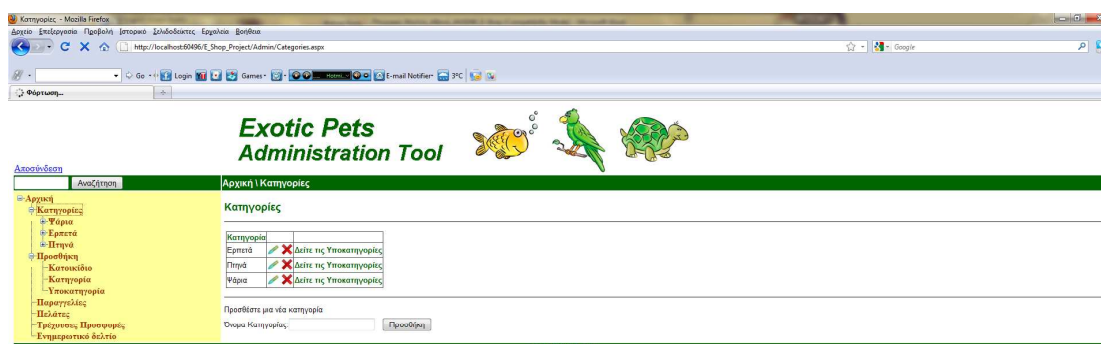 Κατηγορίες - Mozilla Firefox
Αρχείο Επεξεργασία Προβολή Ιστορικό Σελιδοδείκτες Εργαλεία Βοήθεια
http://localhost:60496/E_Shop_Project/Admin/Categories.aspx
Google
Go Login Games Hotmi... E-mail Notifier 3°C
Φόρτωση...
Exotic Pets
Administration Tool
Αποσύνδεση
Αναζήτηση
Αρχική \ Κατηγορίες
Αρχική
Κατηγορίες
Ψάρια
Ερπετά
Πτηνά
Προσθήκη
Κατοικίδιο
Κατηγορία
Υποκατηγορία
Παραγγελίες
Πελάτες
Τρέχουσες Προσφορές
Ενημερωτικό δελτίο
Κατηγορίες
Κατηγορία
Ερπετά Δείτε τις Υποκατηγορίες
Πτηνά Δείτε τις Υποκατηγορίες
Ψάρια Δείτε τις Υποκατηγορίες
Προσθέστε μια νέα κατηγορία
Όνομα Κατηγορίας: Προσθήκη